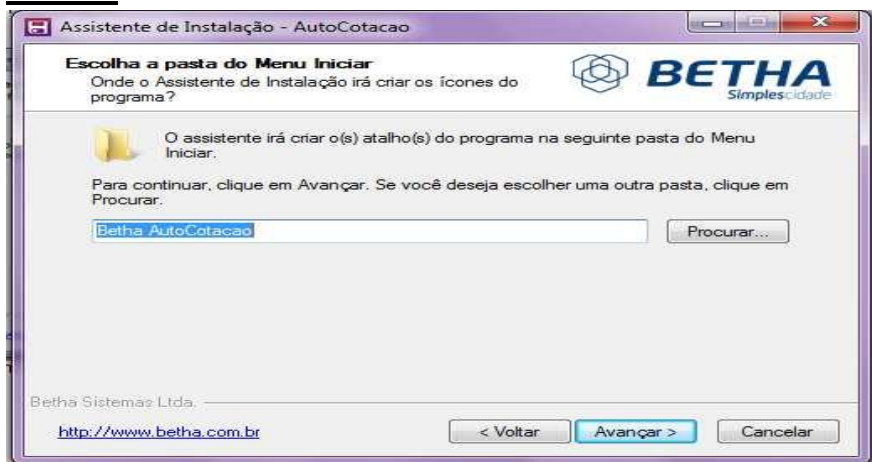 Assistente de Instalação - AutoCotacao
Escolha a pasta do Menu Iniciar
Onde o Assistente de Instalação irá criar os ícones do
programa?
BETHA
Simplescidade
O assistente irá criar o(s) atalho(s) do programa na seguinte pasta do Menu
Iniciar.
Para continuar, clique em Avançar. Se você deseja escolher uma outra pasta, clique em
Procurar.
Betha AutoCotacao
Procurar...
Betha Sistemas Ltda.
http://www.betha.com.br
< Voltar
Avançar >
Cancelar